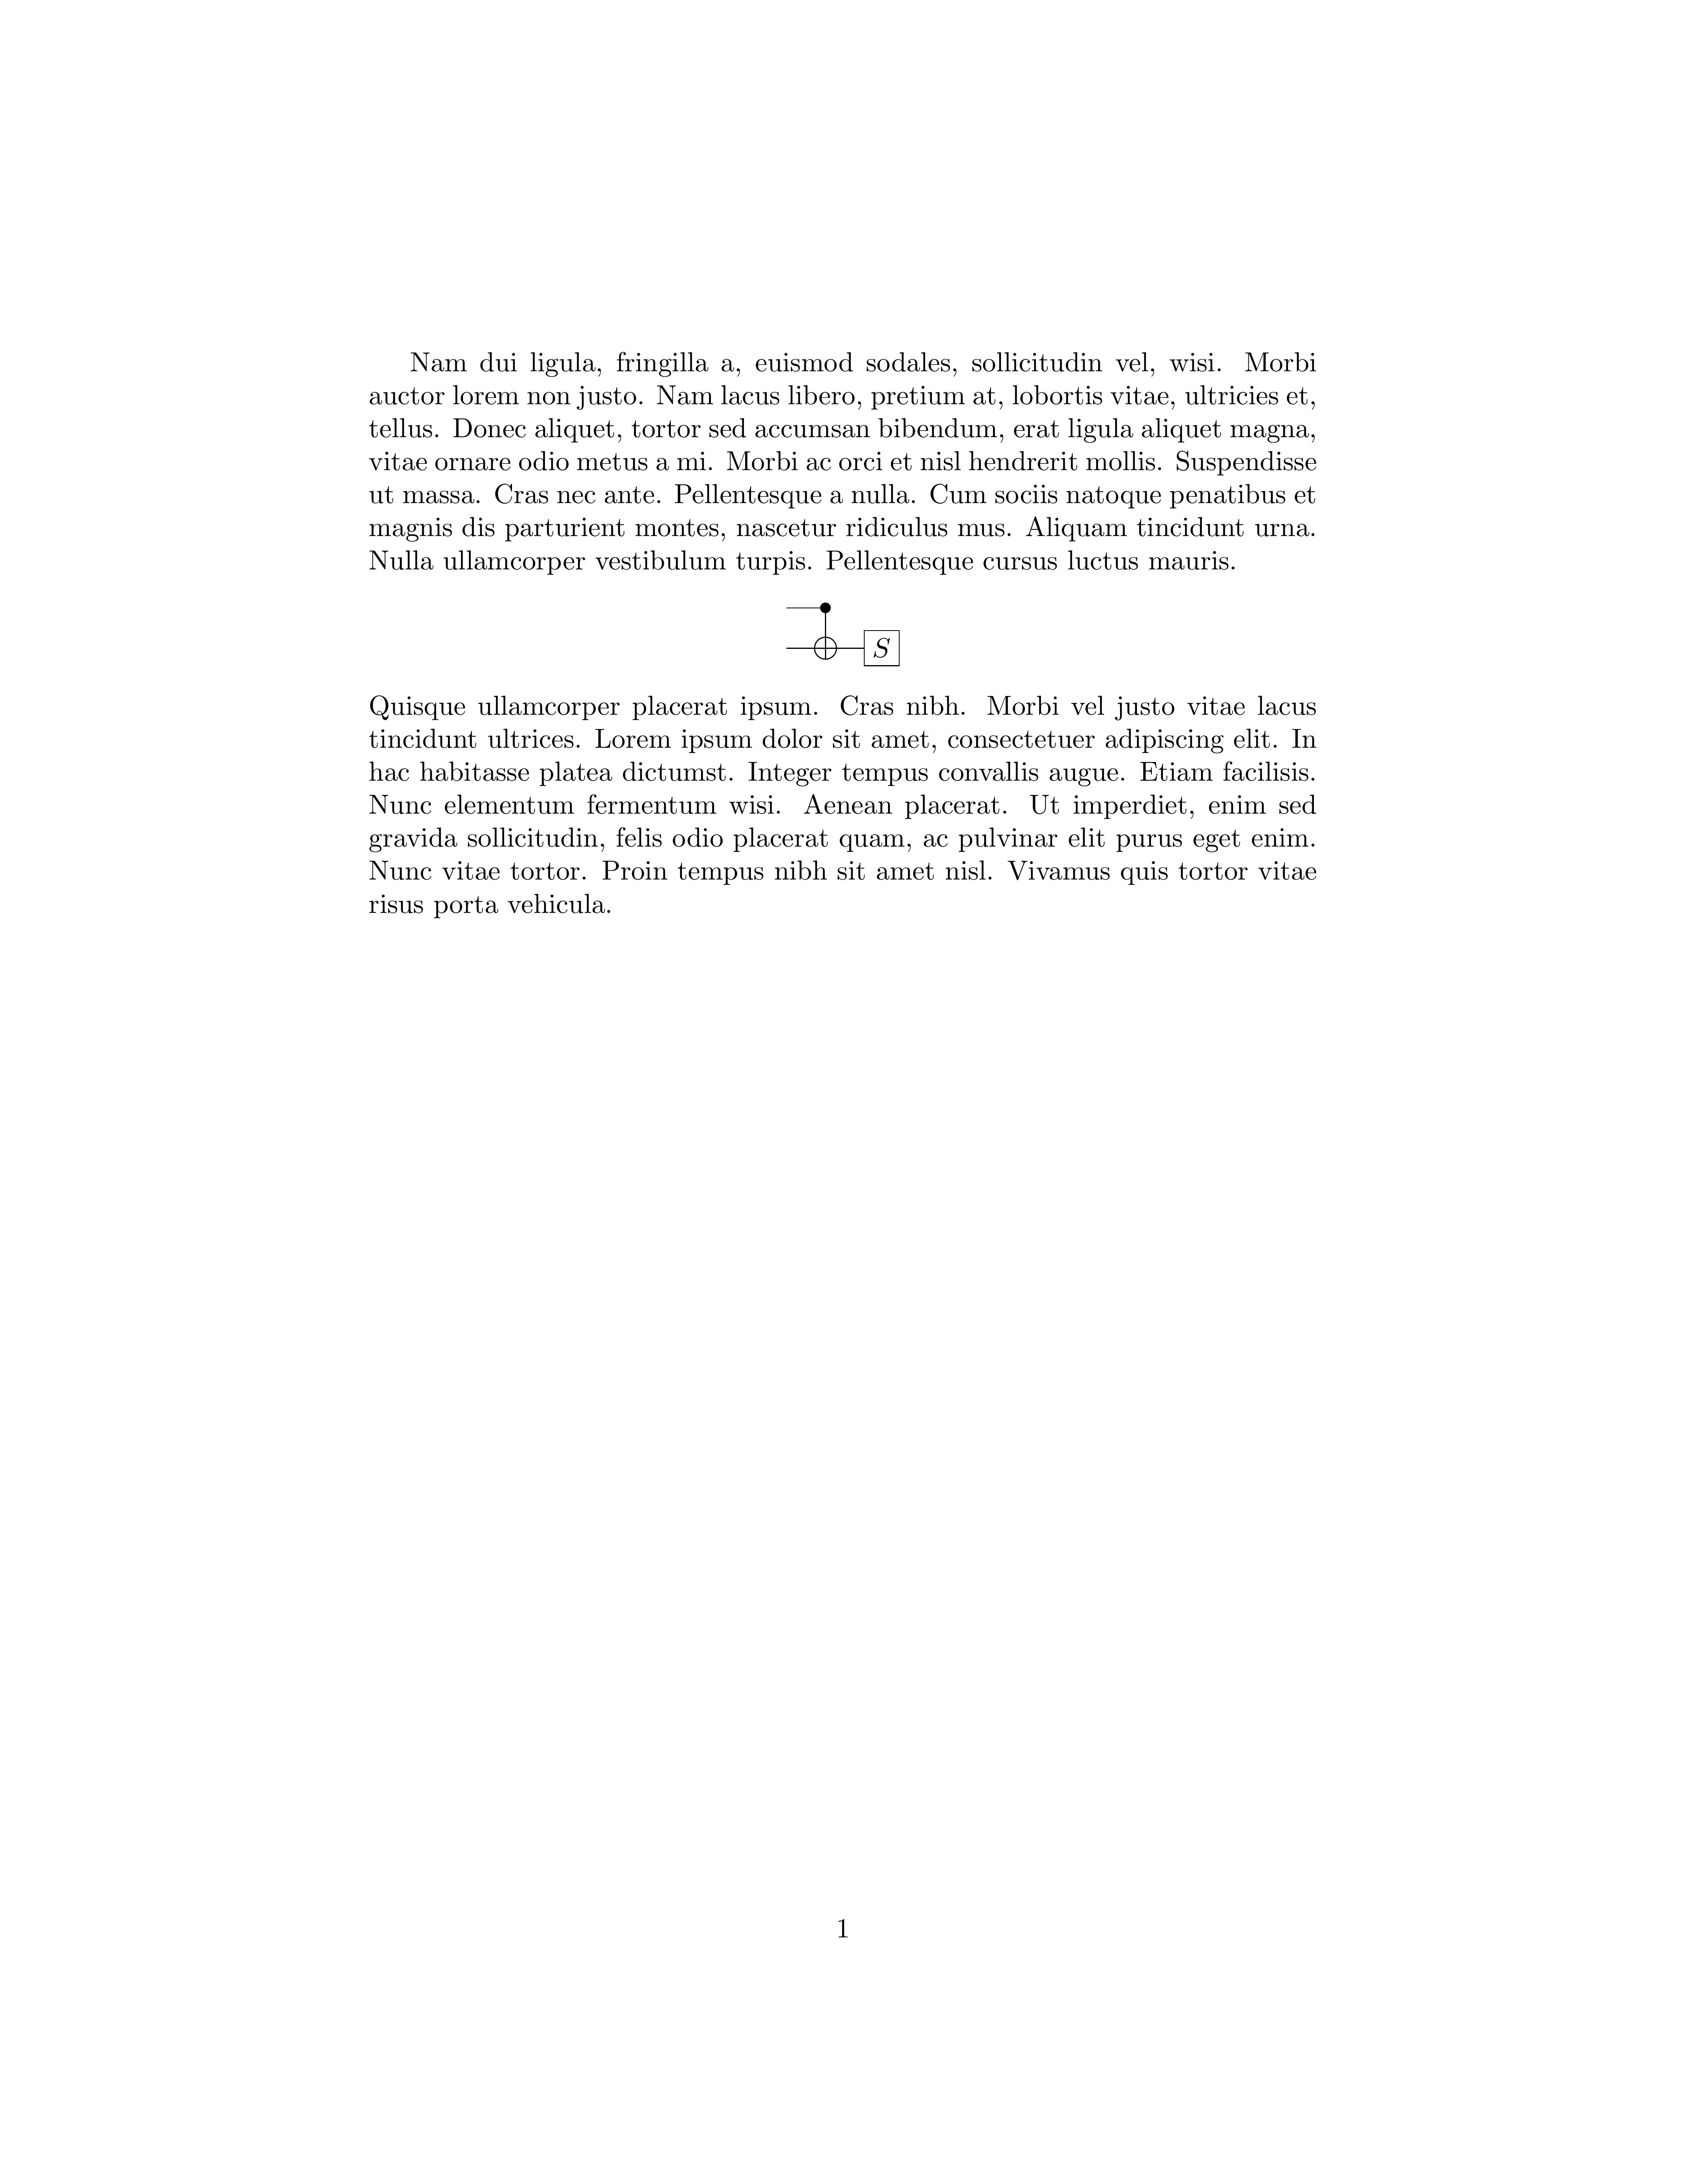 Nam dui ligula, fringilla a, euismod sodales, sollicitudin vel, wisi. Morbi
auctor lorem non justo. Nam lacus libero, pretium at, lobortis vitae, ultricies et,
tellus. Donec aliquet, tortor sed accumsan bibendum, erat ligula aliquet magna,
vitae ornare odio metus a mi. Morbi ac orci et nisl hendrerit mollis. Suspendisse
ut massa. Cras nec ante. Pellentesque a nulla. Cum sociis natoque penatibus et
magnis dis parturient montes, nascetur ridiculus mus. Aliquam tincidunt urna.
Nulla ullamcorper vestibulum turpis. Pellentesque cursus luctus mauris.
S
Quisque ullamcorper placerat ipsum. Cras nibh. Morbi vel justo vitae lacus
tincidunt ultrices. Lorem ipsum dolor sit amet, consectetuer adipiscing elit. In
hac habitasse platea dictumst. Integer tempus convallis augue. Etiam facilisis.
Nunc elementum fermentum wisi. Aenean placerat. Ut imperdiet, enim sed
gravida sollicitudin, felis odio placerat quam, ac pulvinar elit purus eget enim.
Nunc vitae tortor. Proin tempus nibh sit amet nisl. Vivamus quis tortor vitae
risus porta vehicula.
1